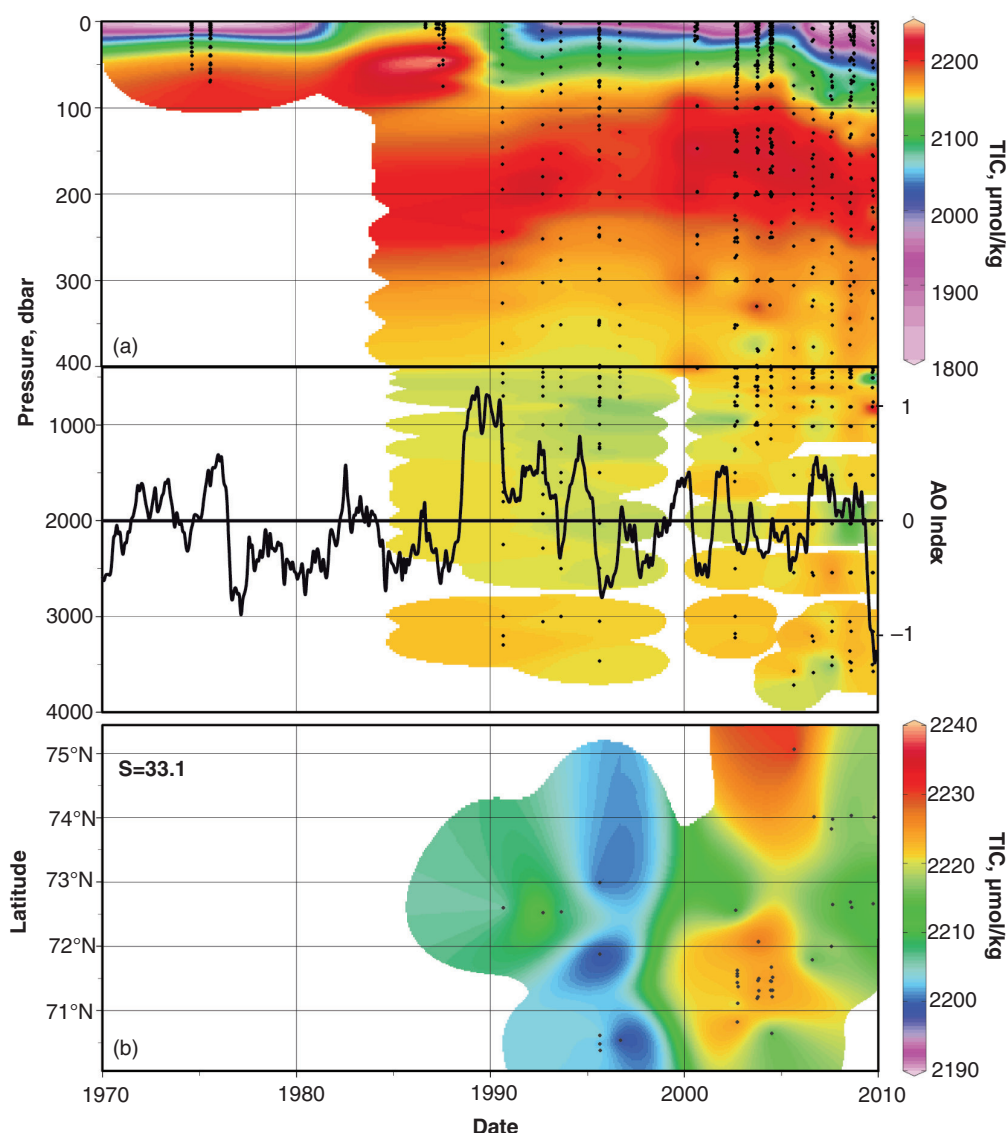 0
100
200
300
400
1000
2000
3000
4000
Pressure, dbar
(a)
2200
2100
2000
1900
1800
TIC, µmol/kg
1
0
−1
AO Index
S=33.1
75°N
74°N
73°N
72°N
71°N
Latitude
(b)
2240
2230
2220
2210
2200
2190
TIC, µmol/kg
1970 1980 1990 2000 2010
Date